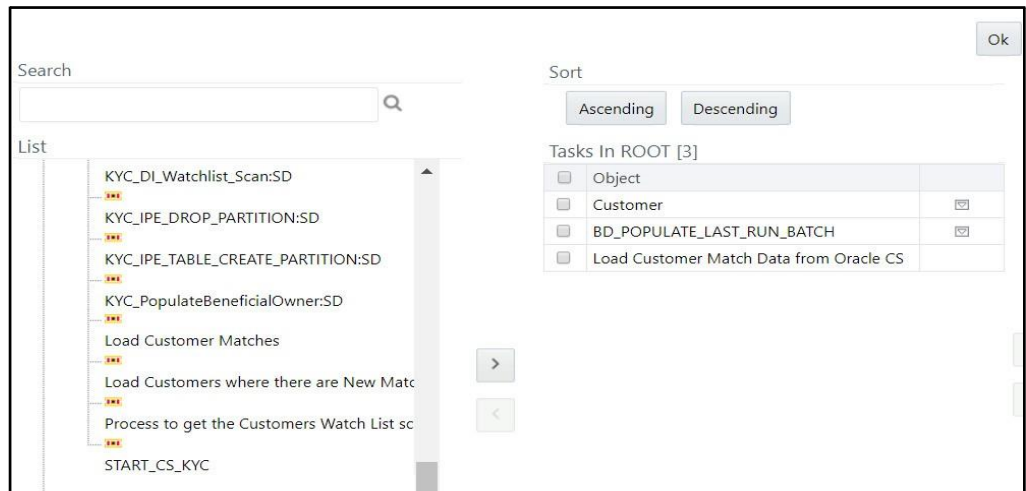 Ok
Search
List
KYC_DI_Watchlist_Scan:SD
KYC_IPE_DROP_PARTITION:SD
KYC_IPE_TABLE_CREATE_PARTITION:SD
KYC_PopulateBeneficialOwner:SD
Load Customer Matches
Load Customers where there are New Matc
Process to get the Customers Watch List sc
START_CS_KYC
>
<
Sort
Ascending Descending
Tasks In ROOT [3]
Object
Customer
BD_POPULATE_LAST_RUN_BATCH
Load Customer Match Data from Oracle CS